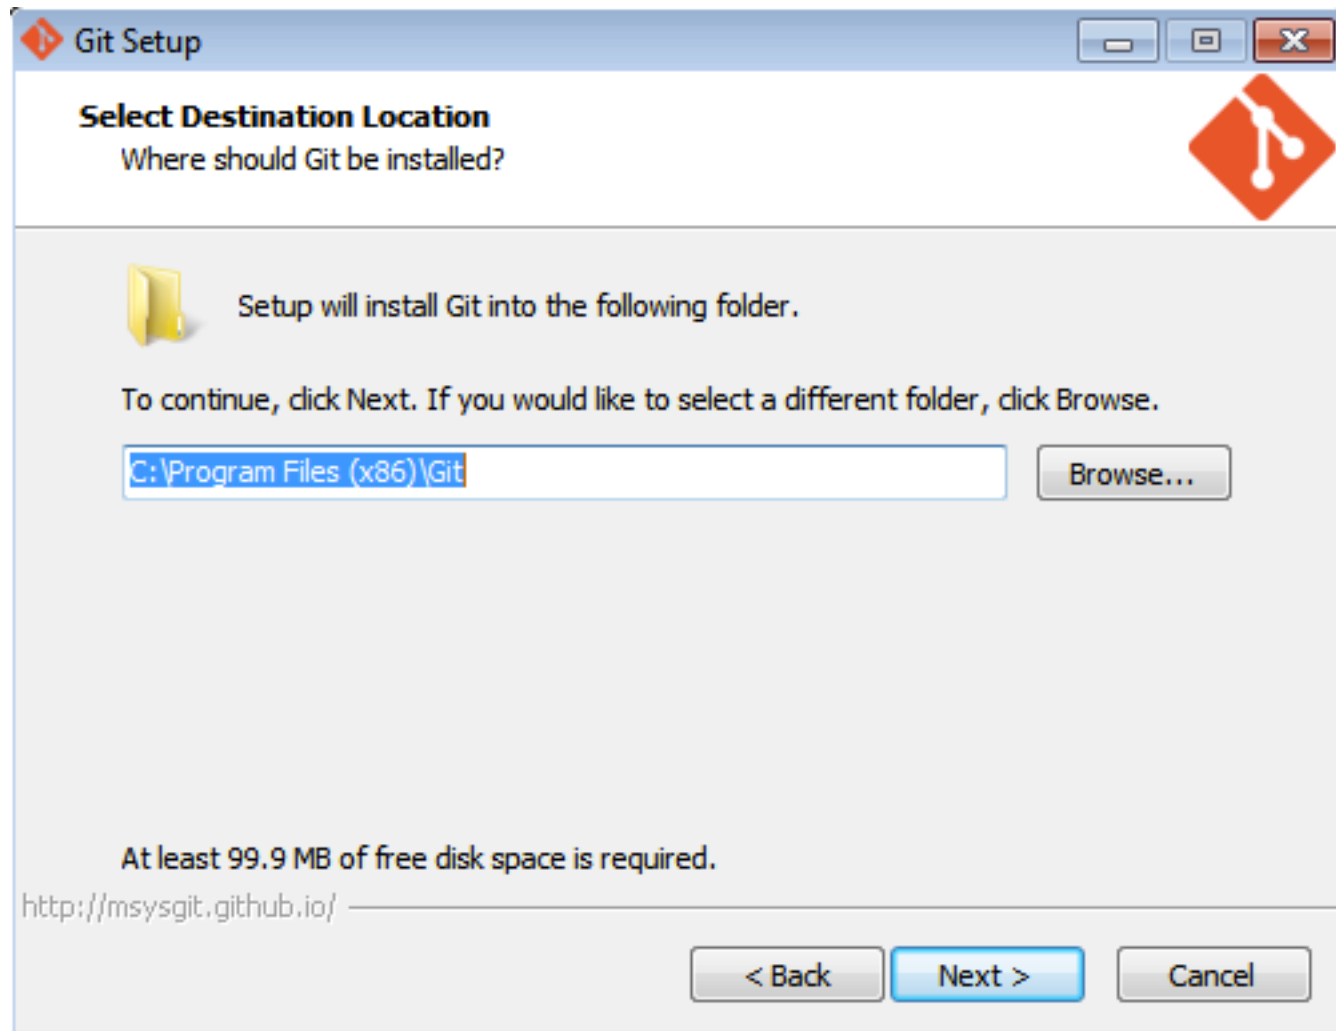 Git Setup
Select Destination Location
Where should Git be installed?
Setup will install Git into the following folder.
To continue, click Next. If you would like to select a different folder, click Browse.
C:\Program Files (x86)\Git
Browse...
At least 99.9 MB of free disk space is required.
http://msysgit.github.io/
< Back
Next >
Cancel